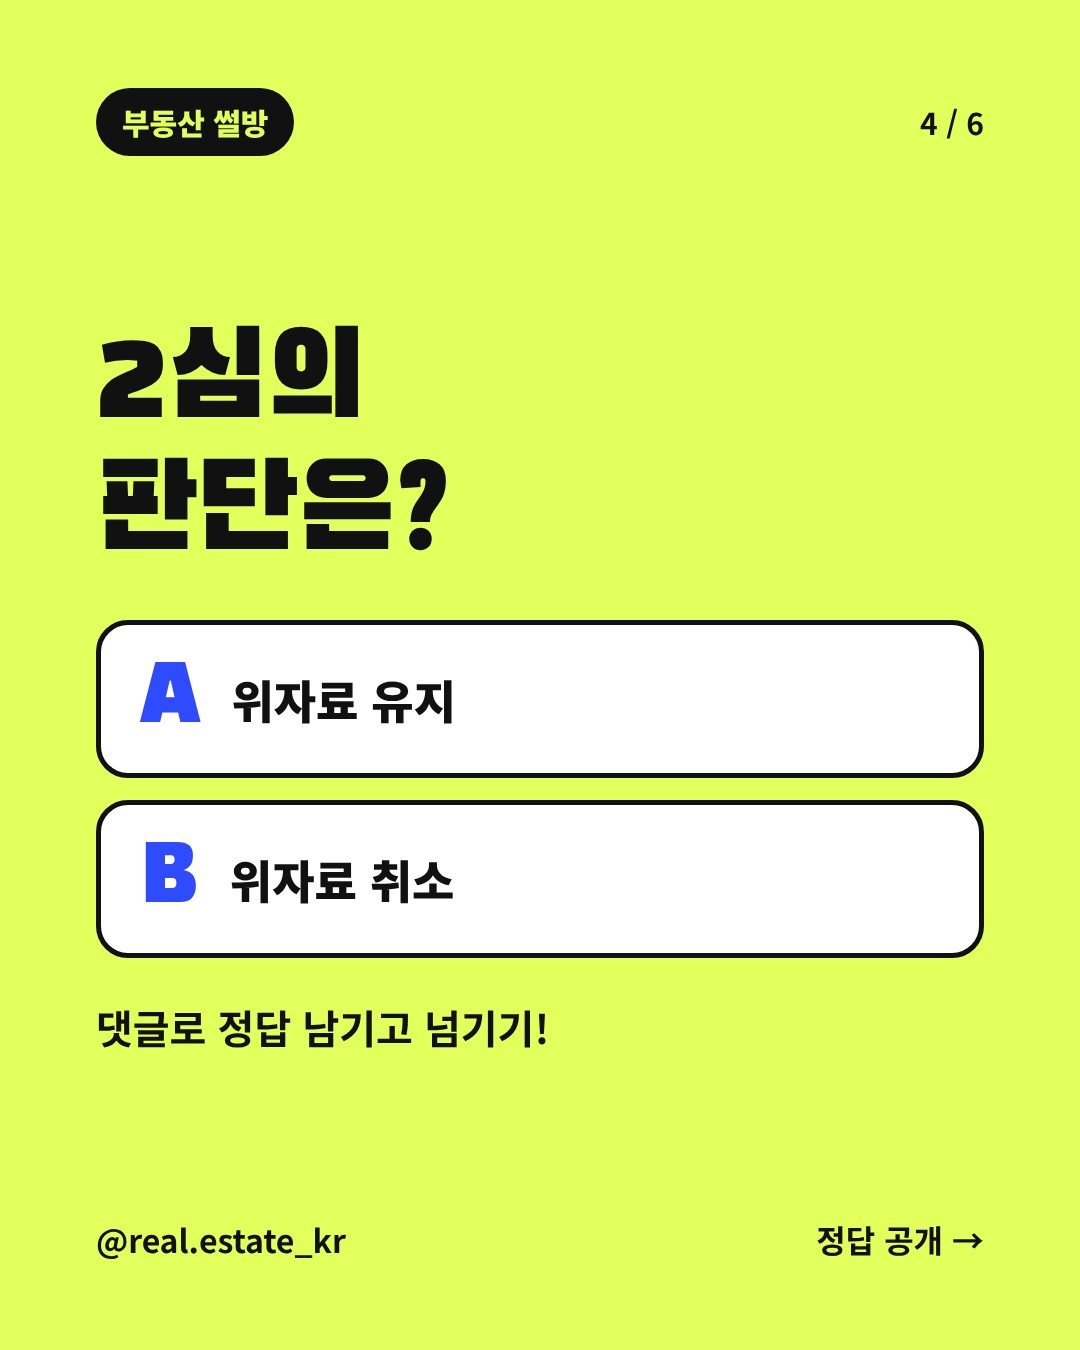 부동산 썰방
4 / 6
2심의
판단은?
A 위자료 유지
B 위자료 취소
댓글로 정답 남기고 넘기기!
@real.estate_kr
정답 공개 →